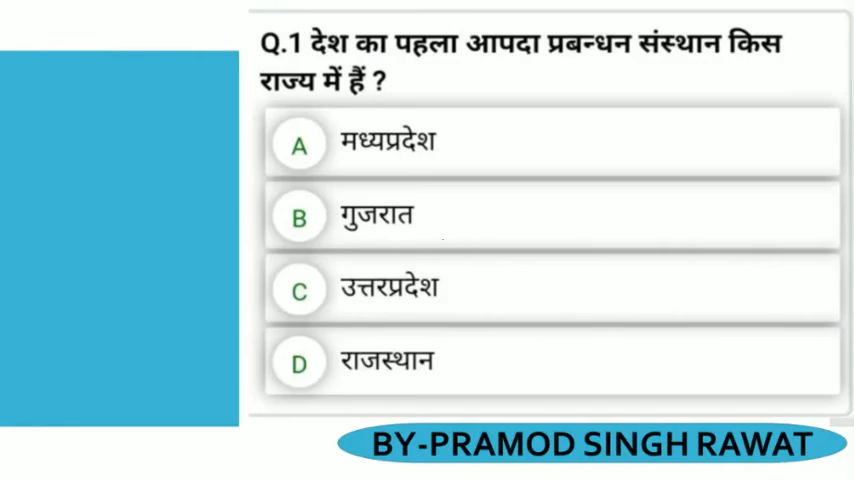 Q.1 देश का पहला आपदा प्रबन्धन संस्थान किस
राज्य में हैं ?
A मध्यप्रदेश
B गुजरात
C उत्तरप्रदेश
D राजस्थान
BY-PRAMOD SINGH RAWAT